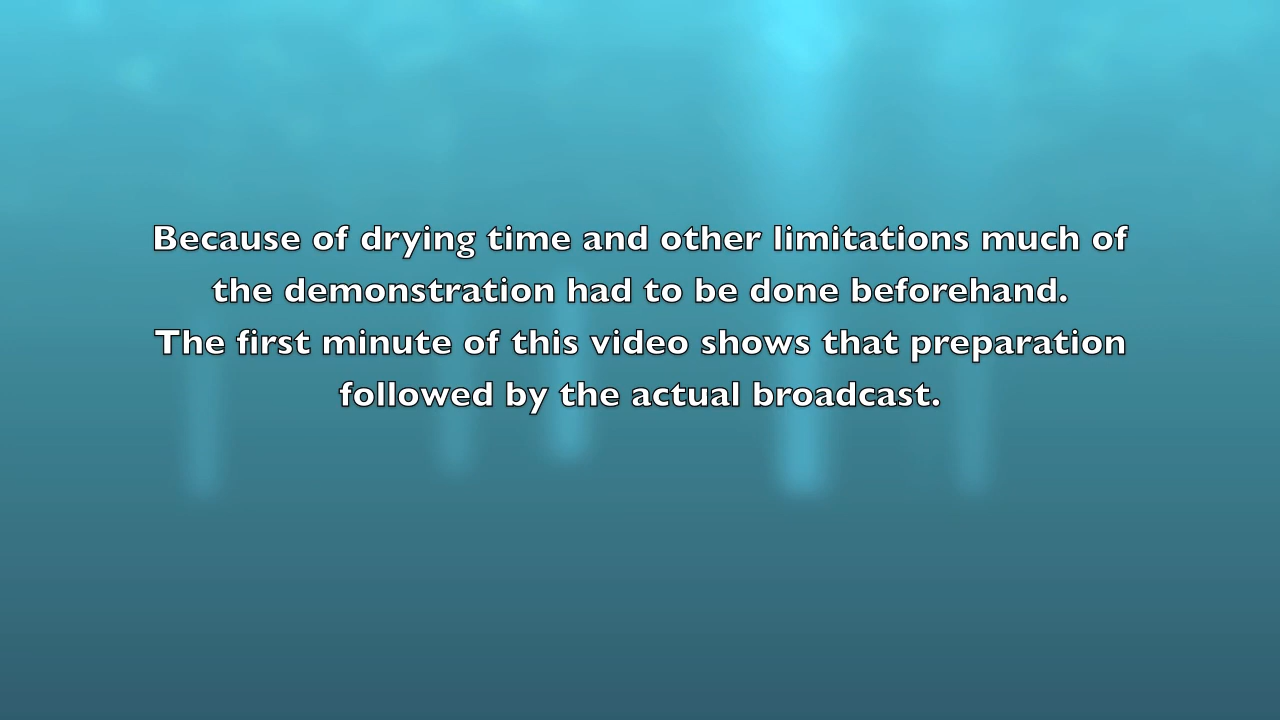 Because of drying time and other limitations much of
the demonstration had to be done beforehand.
The first minute of this video shows that preparation
followed by the actual broadcast.